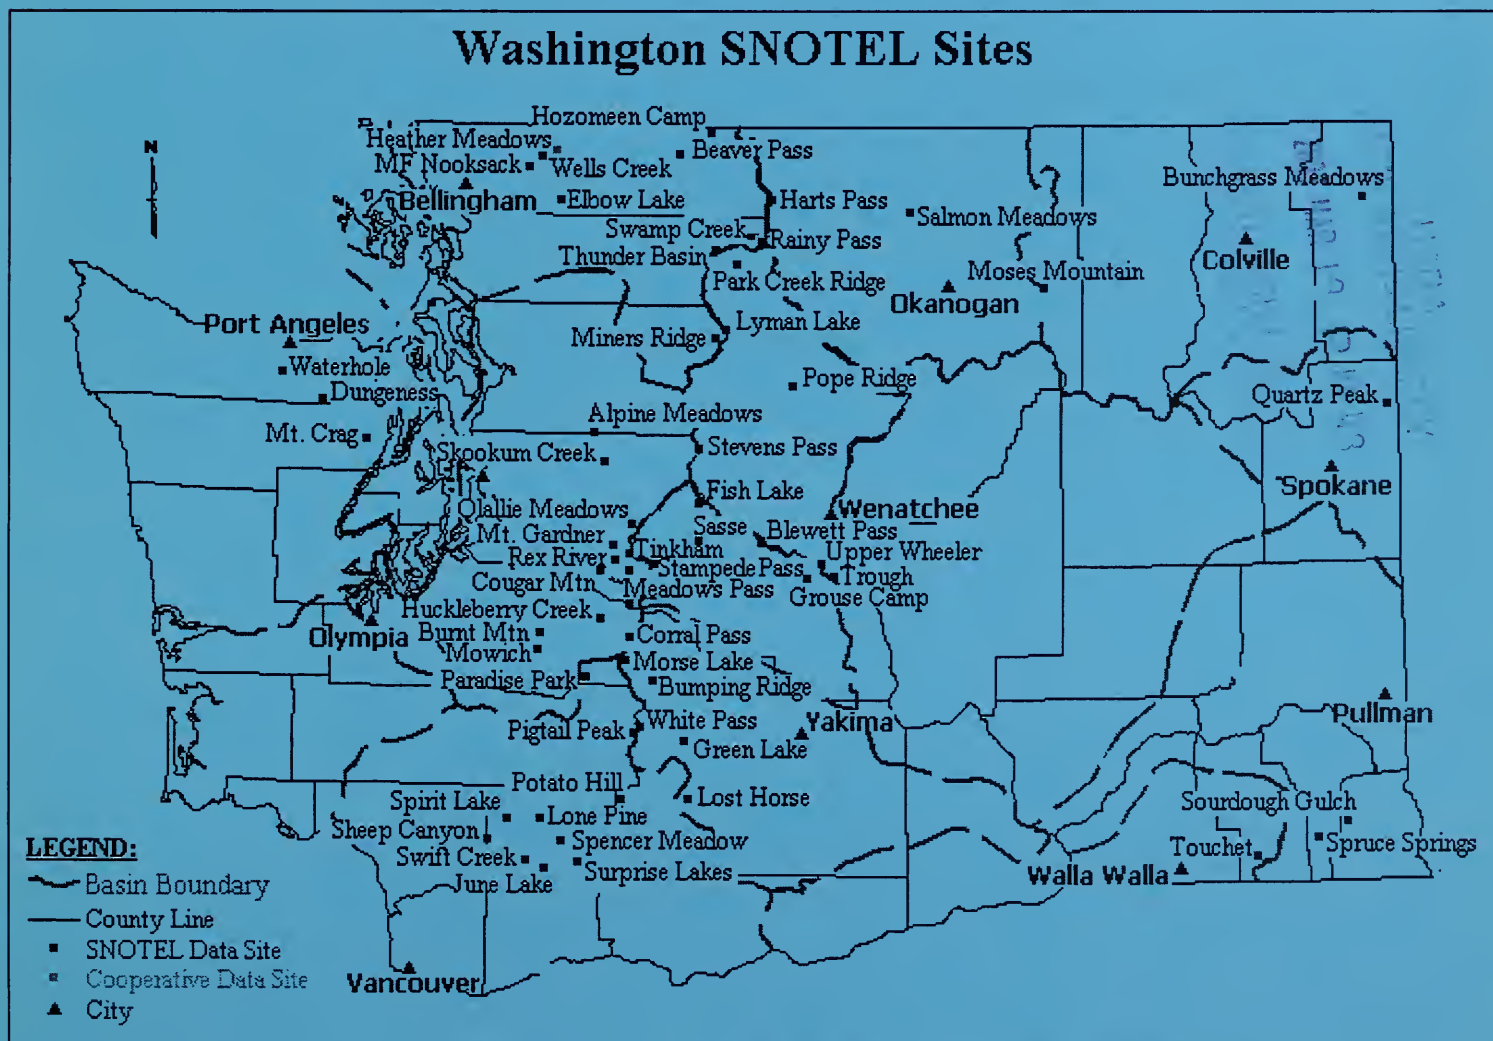 Washington SNOTEL Sites
N
Hozomeen Camp
Heather Meadows
Beaver Pass
MF Nooksack
Wells Creek
Bunchgrass Meadows
Bellingham
Elbow Lake
Harts Pass
Salmon Meadows
Swamp Creek
Rainy Pass
Thunder Basin
Colville
Park Creek Ridge
Moses Mountain
Okanogan
Port Angeles
Lyman Lake
Miners Ridge
Waterhole
Pope Ridge
Dungeness
Quartz Peak
Alpine Meadows
Mt. Crag
Stevens Pass
Skookum Creek
Spokane
Fish Lake
Olallie Meadows
Wenatchee
Sasse
Blewett Pass
Mt. Gardner
Tinkham
Upper Wheeler
Rex River
Stampede Pass
Trough
Cougar Mtn
Meadows Pass
Grouse Camp
Huckleberry Creek
Olympia
Burnt Mtn
Corral Pass
Mowich
Morse Lake
Paradise Park
Bumping Ridge
Pullman
White Pass
Yakima
Pigtail Peak
Green Lake
Potato Hill
Spirit Lake
Lost Horse
Sourdough Gulch
Lone Pine
Sheep Canyon
Spencer Meadow
Spruce Springs
Touchet
Swift Creek
Surprise Lakes
Walla Walla
June Lake
Vancouver
LEGEND:
Basin Boundary
County Line
SNOTEL Data Site
Cooperative Data Site
City